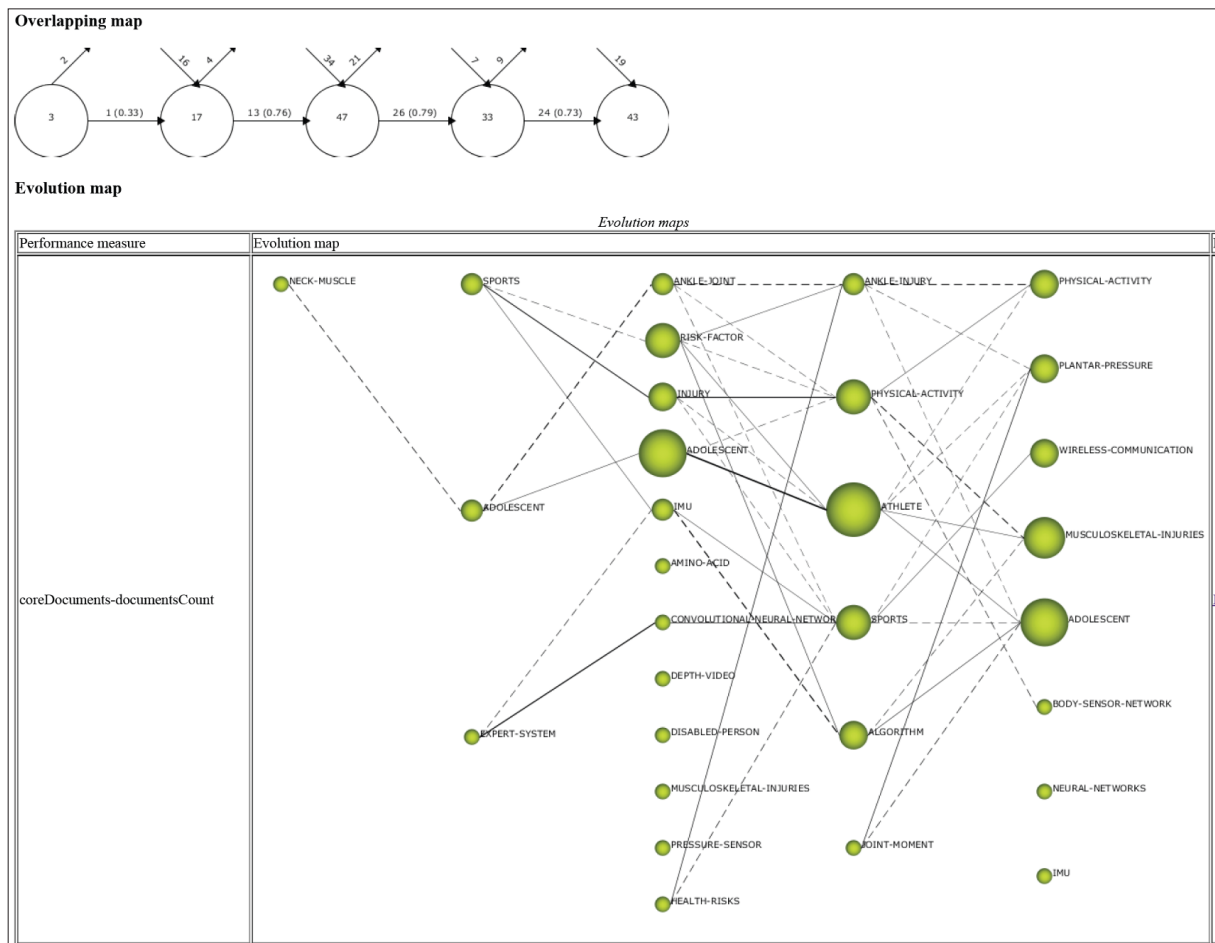 Overlapping map
2 16 4 34 21 7 9 19
3 1 (0.33) 17 13 (0.76) 47 26 (0.79) 33 24 (0.73) 43
Evolution map
Evolution maps
Performance measure Evolution map
NECK-MUSCLE SPORTS ANKLE-JOINT ANKLE-INJURY PHYSICAL-ACTIVITY
RISK-FACTOR
PLANTAR-PRESSURE
INJURY PHYSICAL-ACTIVITY
ADOLESCENT WIRELESS-COMMUNICATION
ADOLESCENT IMU ATHLETE
MUSCULOSKELETAL-INJURIES
AMINO-ACID
coreDocuments-documentsCount
CONVOLUTIONAL-NEURAL-NETWOR SPORTS ADOLESCENT
DEPTH-VIDEO
BODY-SENSOR-NETWORK
EXPERT-SYSTEM DISABLED-PERSON ALGORITHM
MUSCULOSKELETAL-INJURIES NEURAL-NETWORKS
PRESSURE-SENSOR JOINT-MOMENT
IMU
HEALTH-RISKS